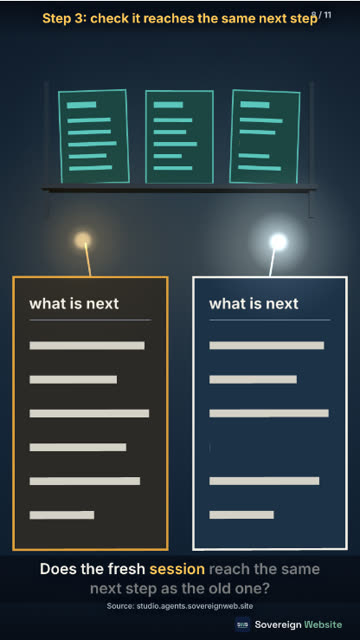 Step 3: check it reaches the same next step
9 / 11
what is next
what is next
Does the fresh session reach the same
next step as the old one?
Source: studio.agents.sovereignweb.site
Sovereign Website